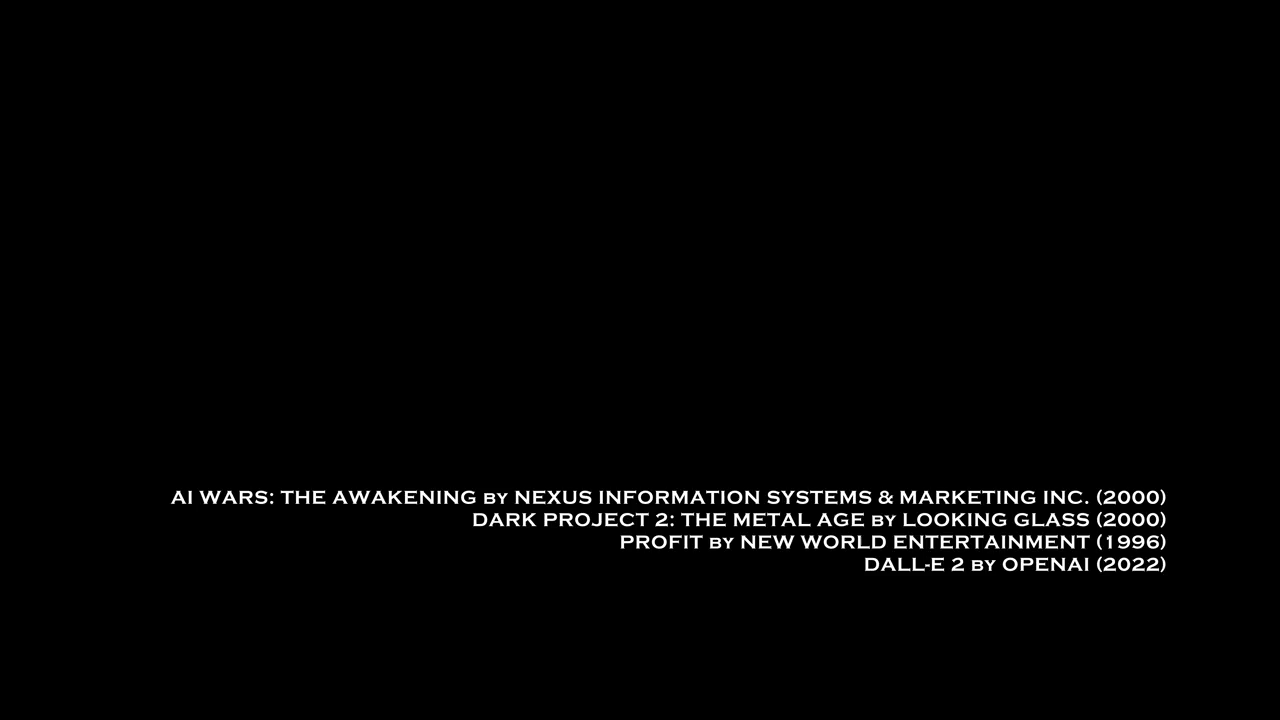 AI WARS: THE AWAKENING BY NEXUS INFORMATION SYSTEMS & MARKETING INC. (2000)
DARK PROJECT 2: THE METAL AGE BY LOOKING GLASS (2000)
PROFIT BY NEW WORLD ENTERTAINMENT (1996)
DALL-E 2 BY OPENAI (2022)